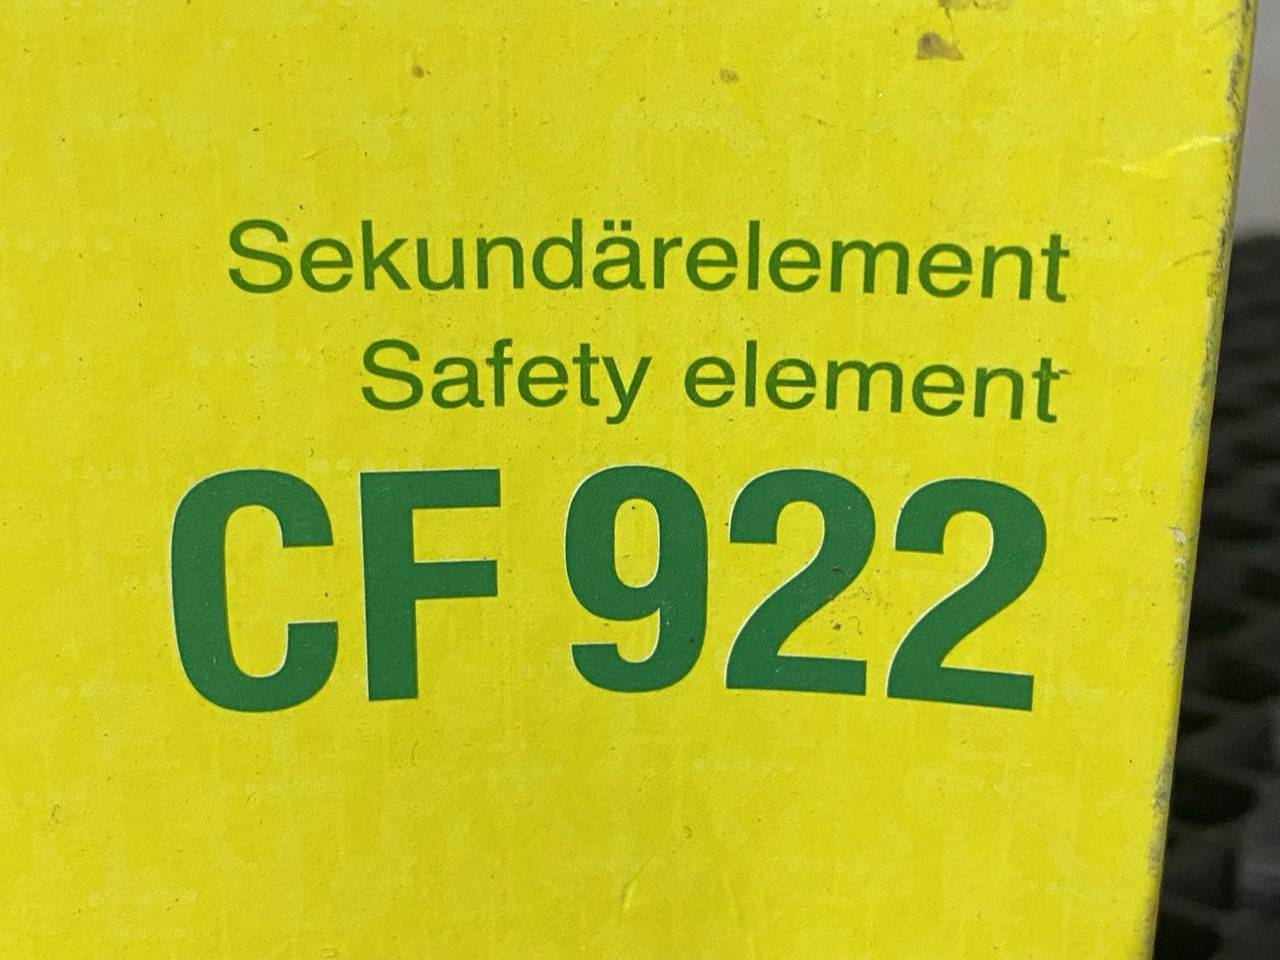 Sekundärelement
Safety element
CF 922